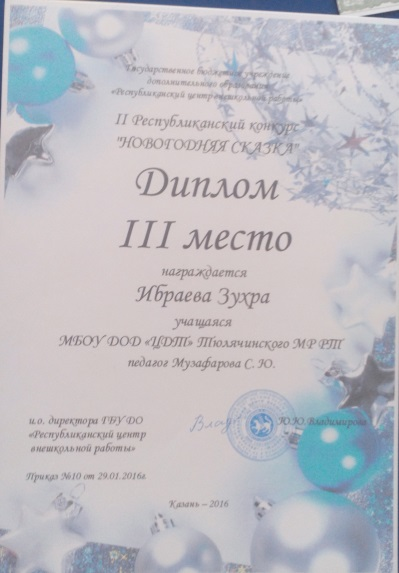 Государственное бюджетное учреждение
дополнительного образования
«Республиканский центр внешкольной работы»
II Республиканский конкурс
"НОВОГОДНЯЯ СКАЗКА"
Диплом
III место
награждается
Ибраева Зухра
учащаяся
МБОУ ДОД «ЦДТ» Тюлячинского МР РТ
педагог Музафарова С. Ю.
и.о. директора ГБУ ДО
«Республиканский центр
внешкольной работы»
Ю.Ю. Владимирова
Приказ №10 от 29.01.2016г.
Казань – 2016